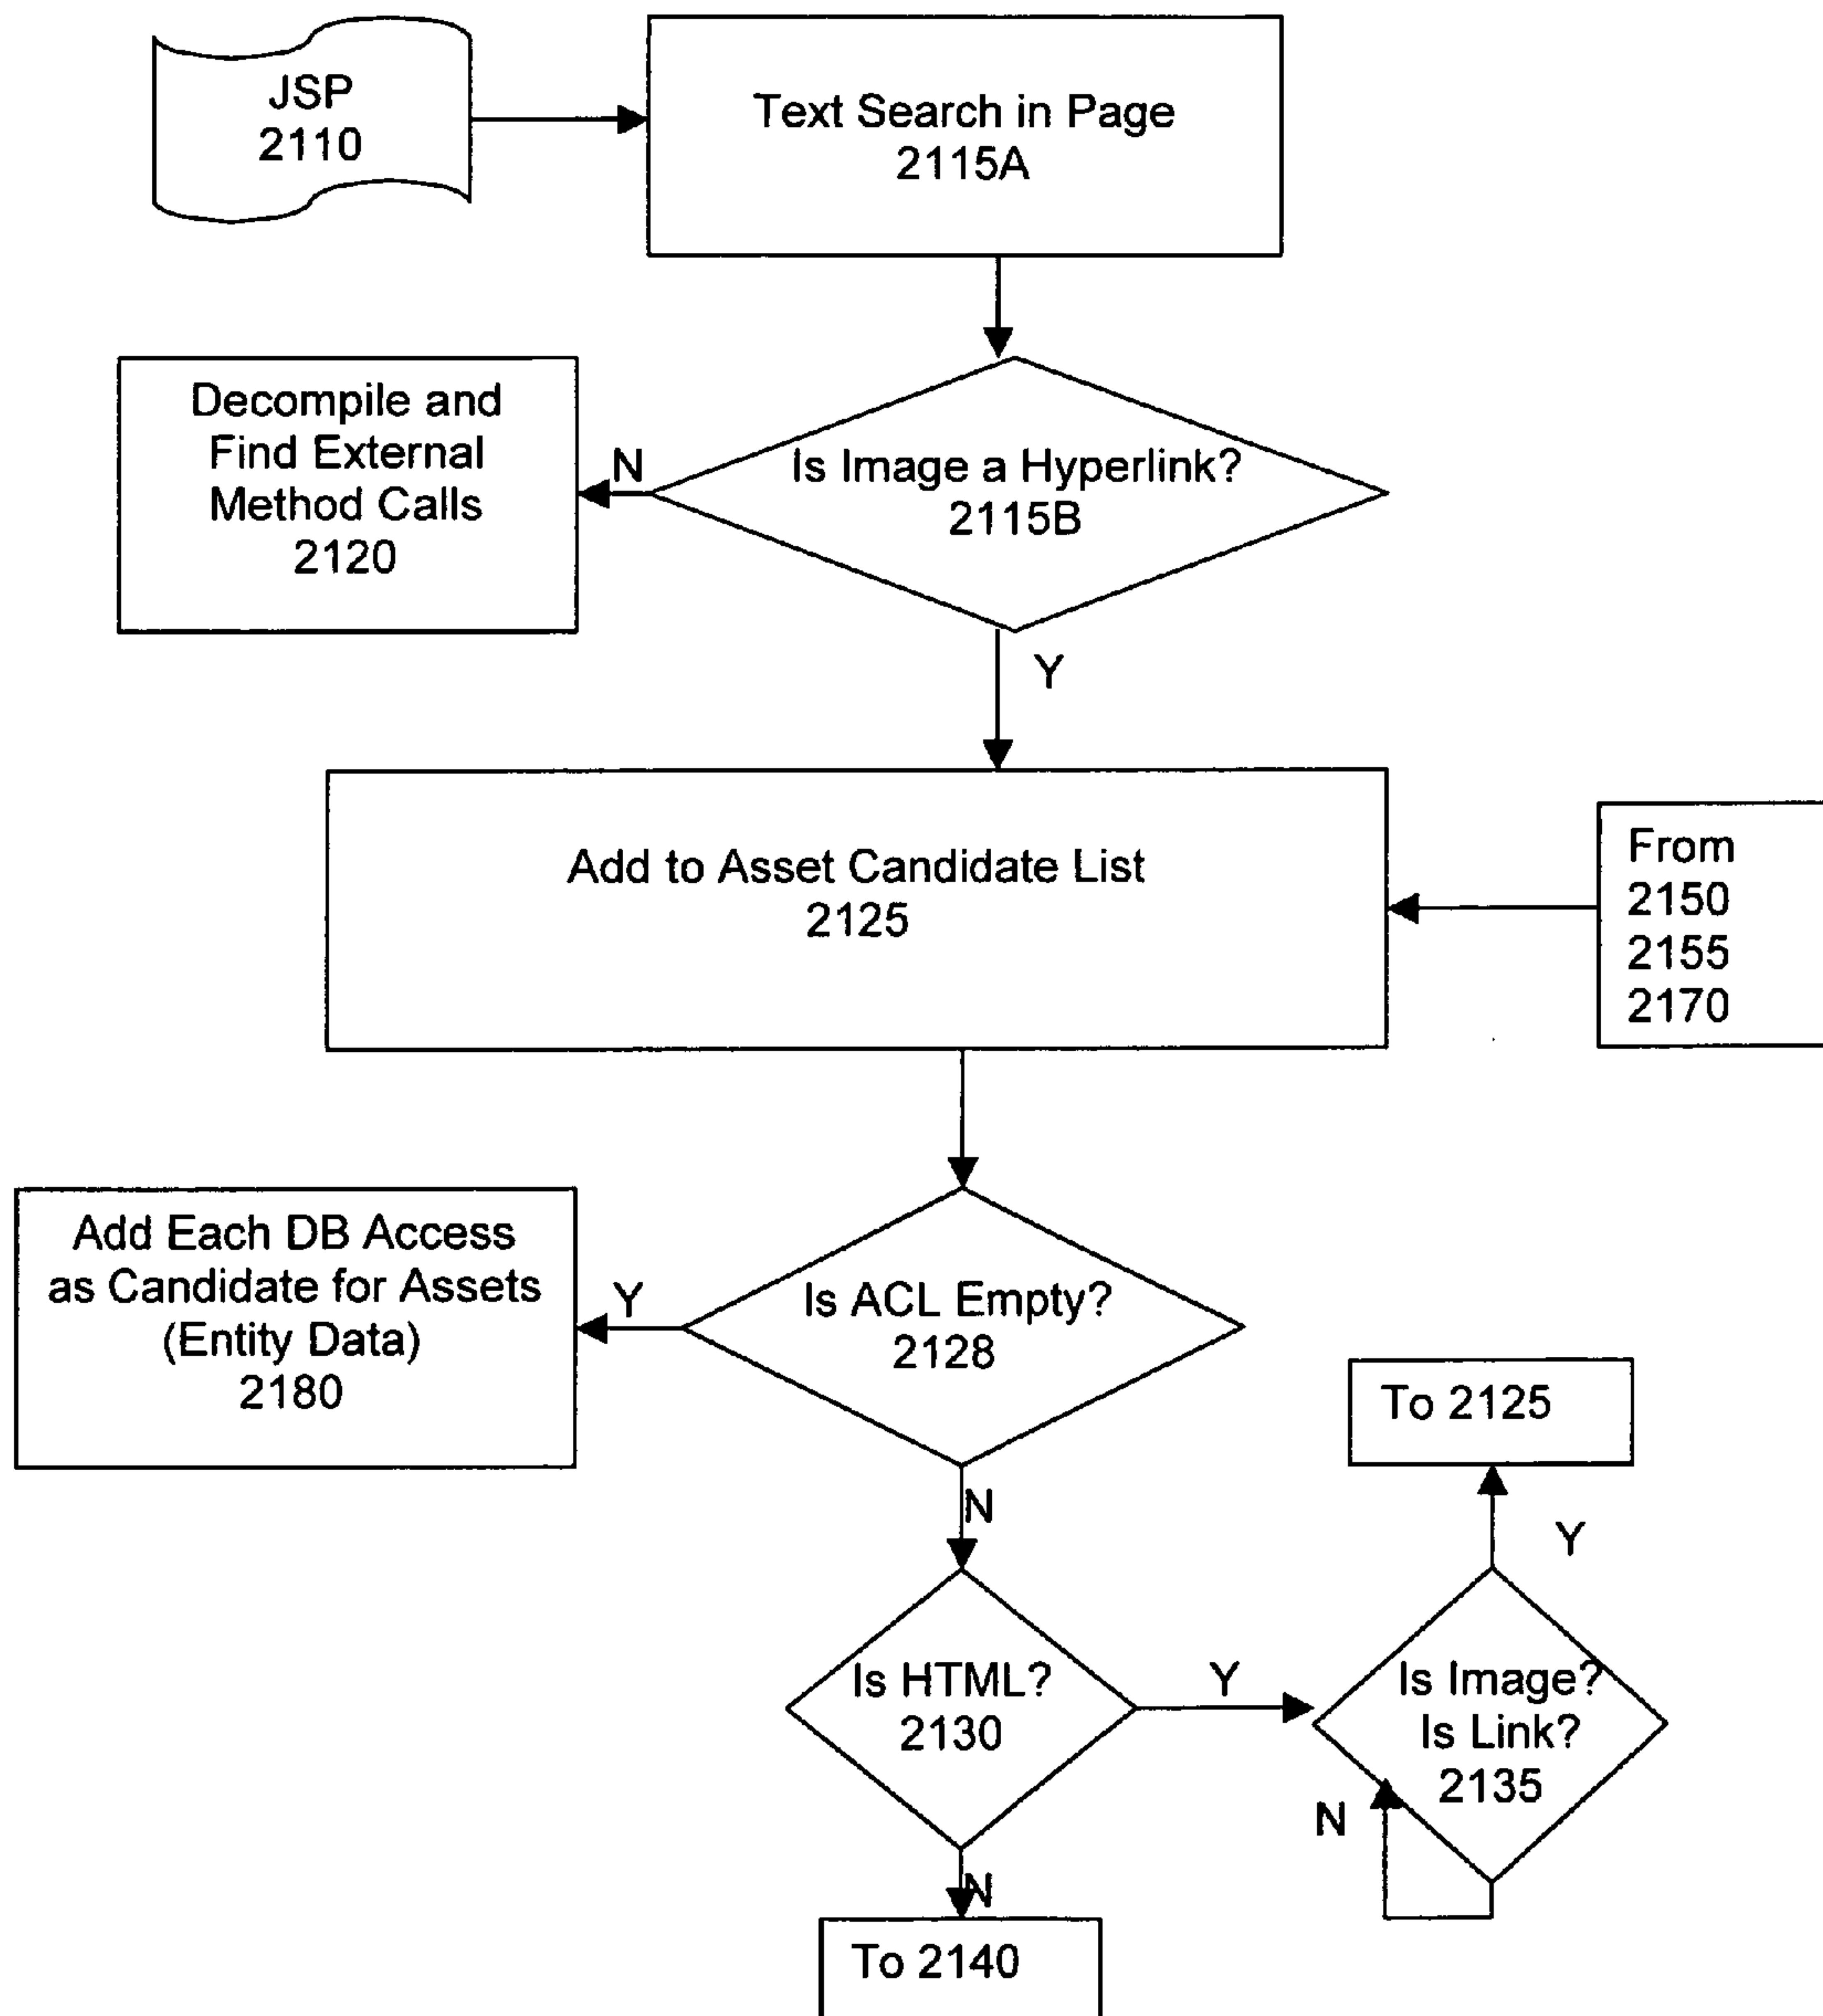 JSP
2110
Text Search in Page
2115A
Decompile and
Find External
Method Calls
2120
N
Is Image a Hyperlink?
2115B
Y
Add to Asset Candidate List
2125
From
2150
2155
2170
Add Each DB Access
as Candidate for Assets
(Entity Data)
2180
Y
Is ACL Empty?
2128
N
To 2125
Y
Is HTML?
2130
Y
Is Image?
Is Link?
2135
N
N
To 2140